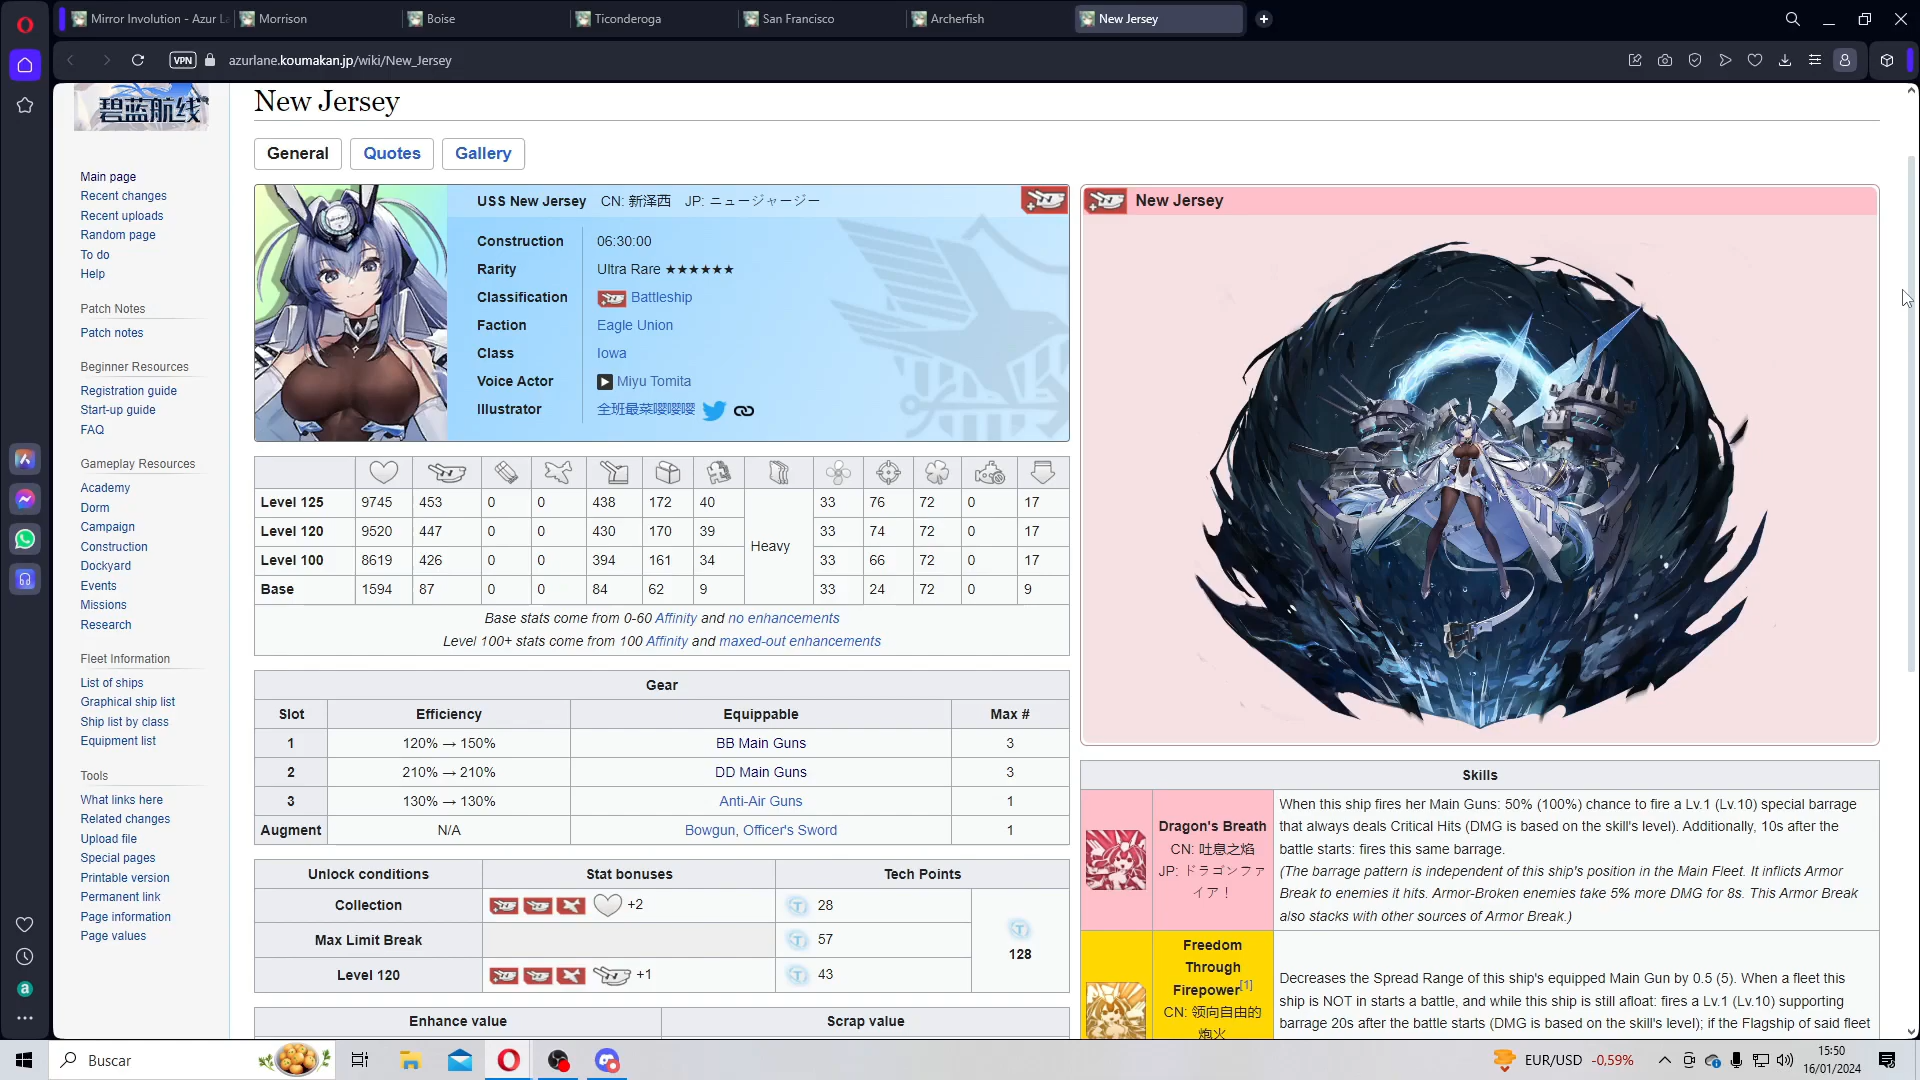 Mirror Involution - Azur La
Morrison
Boise
Ticonderoga
San Francisco
Archerfish
New Jersey
VPN
azurlane.koumakan.jp/wiki/New_Jersey
碧蓝航线
Main page
Recent changes
Recent uploads
Random page
To do
Help
Patch Notes
Patch notes
Beginner Resources
Registration guide
Start-up guide
FAQ
Gameplay Resources
Academy
Dorm
Campaign
Construction
Dockyard
Events
Missions
Research
Fleet Information
List of ships
Graphical ship list
Ship list by class
Equipment list
Tools
What links here
Related changes
Upload file
Special pages
Printable version
Permanent link
Page information
Page values
New Jersey
General
Quotes
Gallery
USS New Jersey CN: 新泽西 JP: ニュージャージー
Construction 06:30:00
Rarity Ultra Rare ★★★★★★
Classification Battleship
Faction Eagle Union
Class Iowa
Voice Actor Miyu Tomita
Illustrator 全班最菜嘤嘤嘤
Level 125 9745 453 0 0 438 172 40 Heavy 33 76 72 0 17
Level 120 9520 447 0 0 430 170 39 33 74 72 0 17
Level 100 8619 426 0 0 394 161 34 33 66 72 0 17
Base 1594 87 0 0 84 62 9 33 24 72 0 9
Base stats come from 0-60 Affinity and no enhancements
Level 100+ stats come from 100 Affinity and maxed-out enhancements
Gear
Slot Efficiency Equippable Max #
1 120% → 150% BB Main Guns 3
2 210% → 210% DD Main Guns 3
3 130% → 130% Anti-Air Guns 1
Augment N/A Bowgun, Officer's Sword 1
Unlock conditions Stat bonuses Tech Points
Collection +2 28
Max Limit Break 57
Level 120 +1 43
128
Enhance value Scrap value
New Jersey
Skills
Dragon's Breath
CN: 吐息之焰
JP: ドラゴンファ
イア！
When this ship fires her Main Guns: 50% (100%) chance to fire a Lv.1 (Lv.10) special barrage
that always deals Critical Hits (DMG is based on the skill's level). Additionally, 10s after the
battle starts: fires this same barrage.
(The barrage pattern is independent of this ship's position in the Main Fleet. It inflicts Armor
Break to enemies it hits. Armor-Broken enemies take 5% more DMG for 8s. This Armor Break
also stacks with other sources of Armor Break.)
Freedom
Through
Firepower[1]
CN: 领向自由的
炮火
Decreases the Spread Range of this ship's equipped Main Gun by 0.5 (5). When a fleet this
ship is NOT in starts a battle, and while this ship is still afloat: fires a Lv.1 (Lv.10) supporting
barrage 20s after the battle starts (DMG is based on the skill's level); if the Flagship of said fleet
Buscar
EUR/USD -0,59%
15:50
16/01/2024